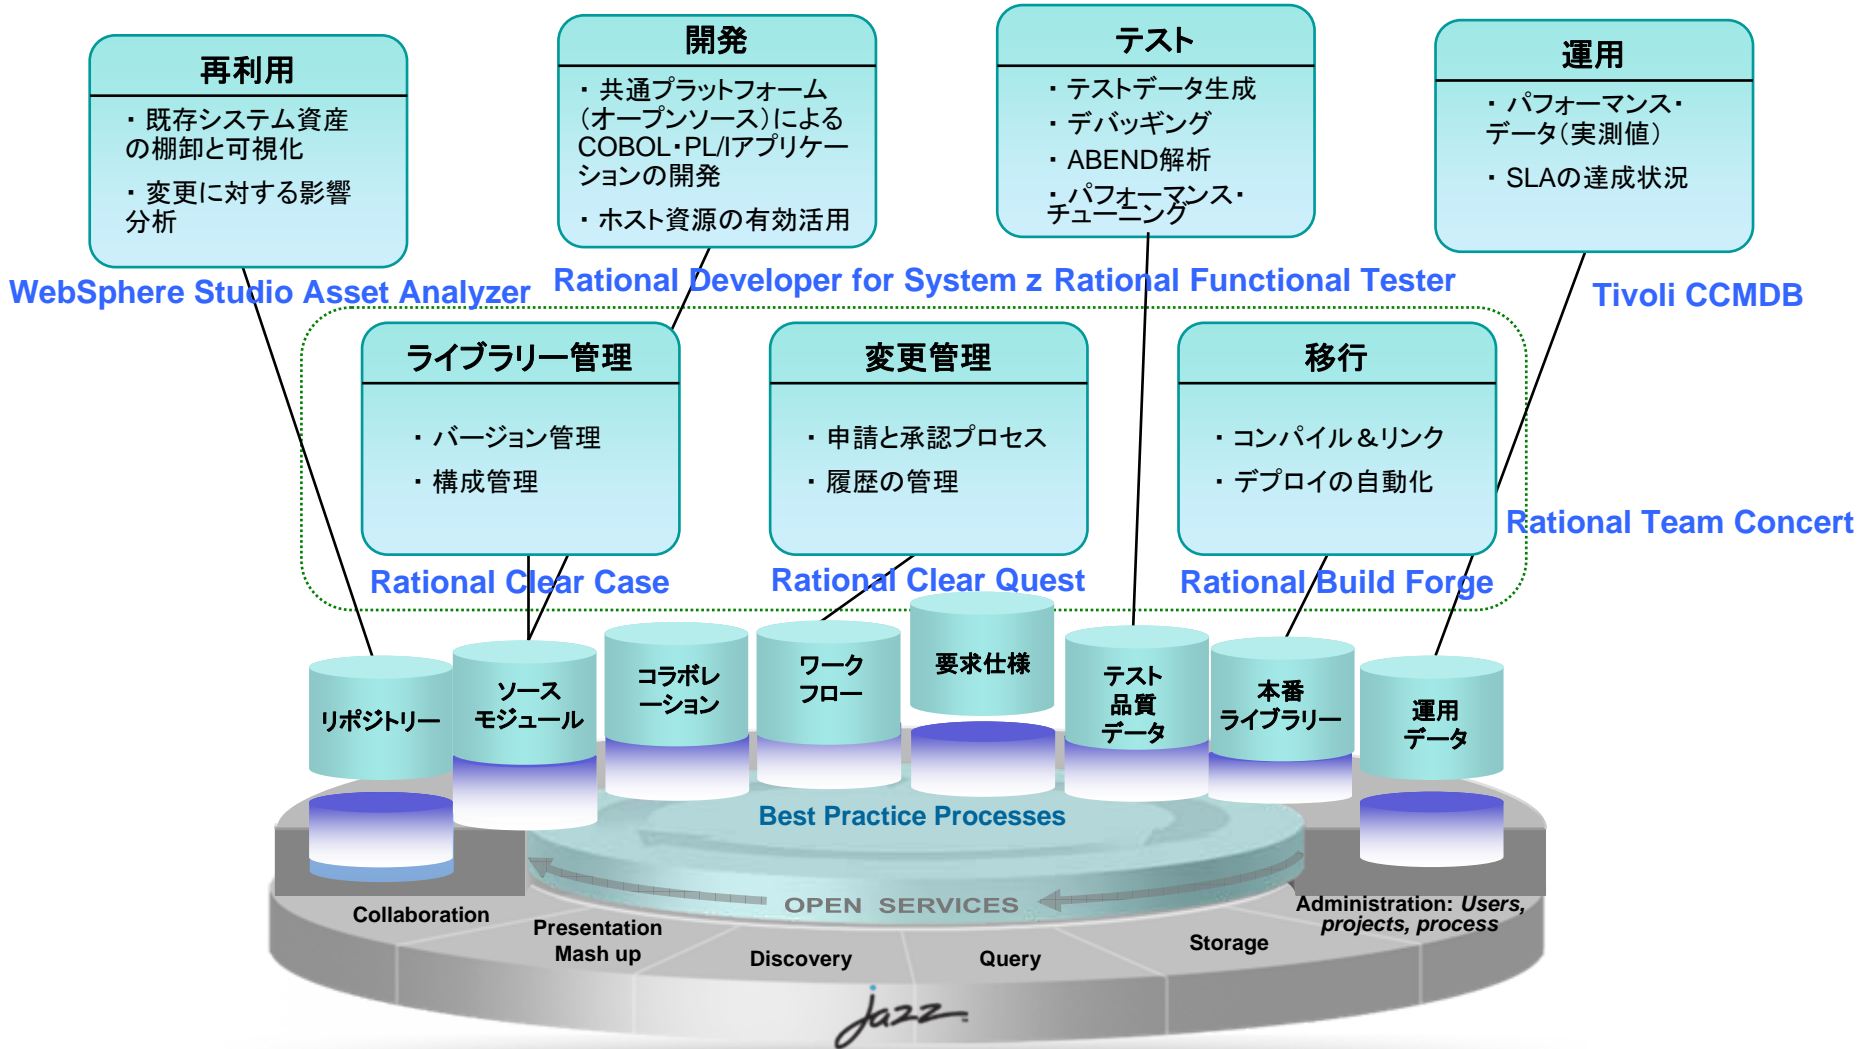 再利用
・ 既存システム資産
の棚卸と可視化
・ 変更に対する影響
分析
開発
・ 共通プラットフォーム
（オープンソース）による
COBOL・PL/Iアプリケー
ションの開発
・ ホスト資源の有効活用
テスト
・ テストデータ生成
・ デバッギング
・ ABEND解析
・ パフォーマンス・
チューニング
運用
・ パフォーマンス・
データ（実測値）
・ SLAの達成状況
WebSphere Studio Asset Analyzer
Rational Developer for System z
Rational Functional Tester
Tivoli CCMDB
ライブラリー管理
・ バージョン管理
・ 構成管理
変更管理
・ 申請と承認プロセス
・ 履歴の管理
移行
・ コンパイル＆リンク
・ デプロイの自動化
Rational Team Concert
Rational Clear Case
Rational Clear Quest
Rational Build Forge
リポジトリー
ソース
モジュール
コラボレ
ーション
ワーク
フロー
要求仕様
テスト
品質
データ
本番
ライブラリー
運用
データ
Best Practice Processes
OPEN SERVICES
Collaboration
Presentation
Mash up
Discovery
Query
Storage
Administration: Users,
projects, process
jazz™